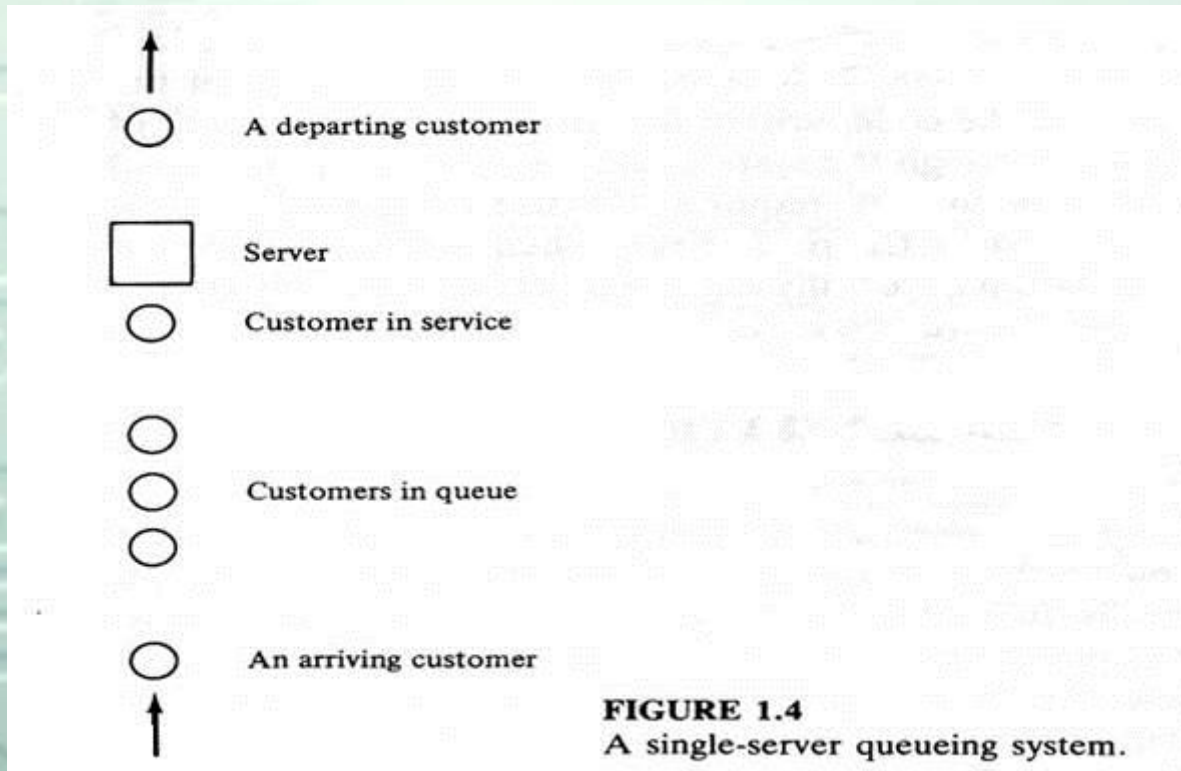 A departing customer
Server
Customer in service
Customers in queue
An arriving customer
FIGURE 1.4
A single-server queueing system.